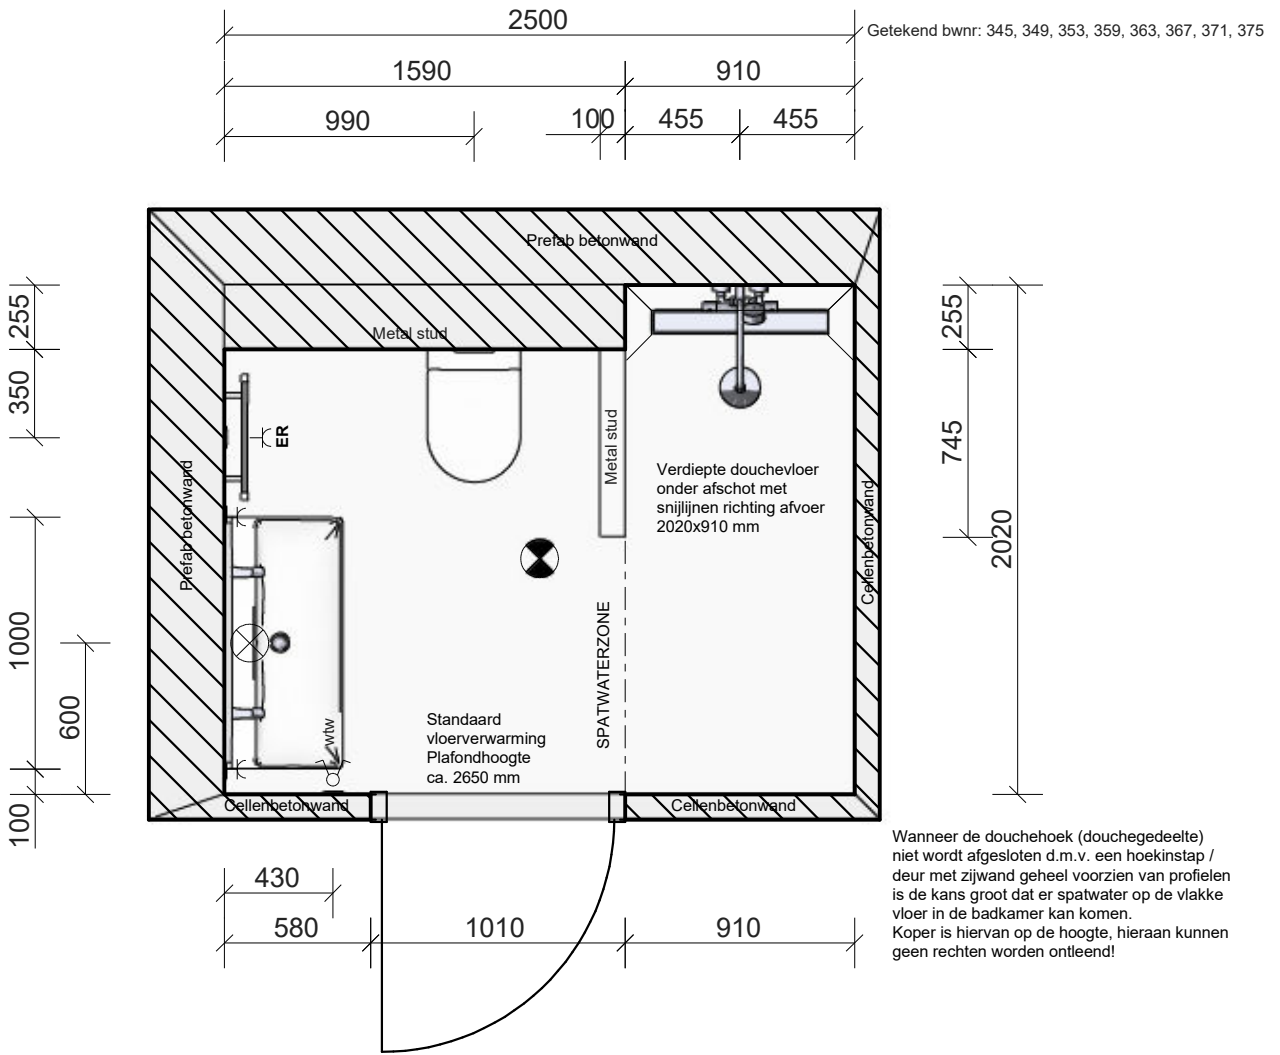 2500
Getekend bwnr: 345, 349, 353, 359, 363, 367, 371, 375
1590
910
990
100
455
455
Prefab betonwand
Metal stud
255
350
ER
Metal stud
Verdiepte douchevloer
onder afschot met
snijlijnen richting afvoer
2020x910 mm
255
745
2020
Prefab betonwand
Cellenbetonwand
1000
600
100
SPATWATERZONE
wtw
Standaard
vloerverwarming
Plafondhoogte
ca. 2650 mm
Cellenbetonwand
Cellenbetonwand
Wanneer de douchehoek (douchegedeelte)
niet wordt afgesloten d.m.v. een hoekinstap /
deur met zijwand geheel voorzien van profielen
is de kans groot dat er spatwater op de vlakke
vloer in de badkamer kan komen.
Koper is hiervan op de hoogte, hieraan kunnen
geen rechten worden ontleend!
430
580
1010
910